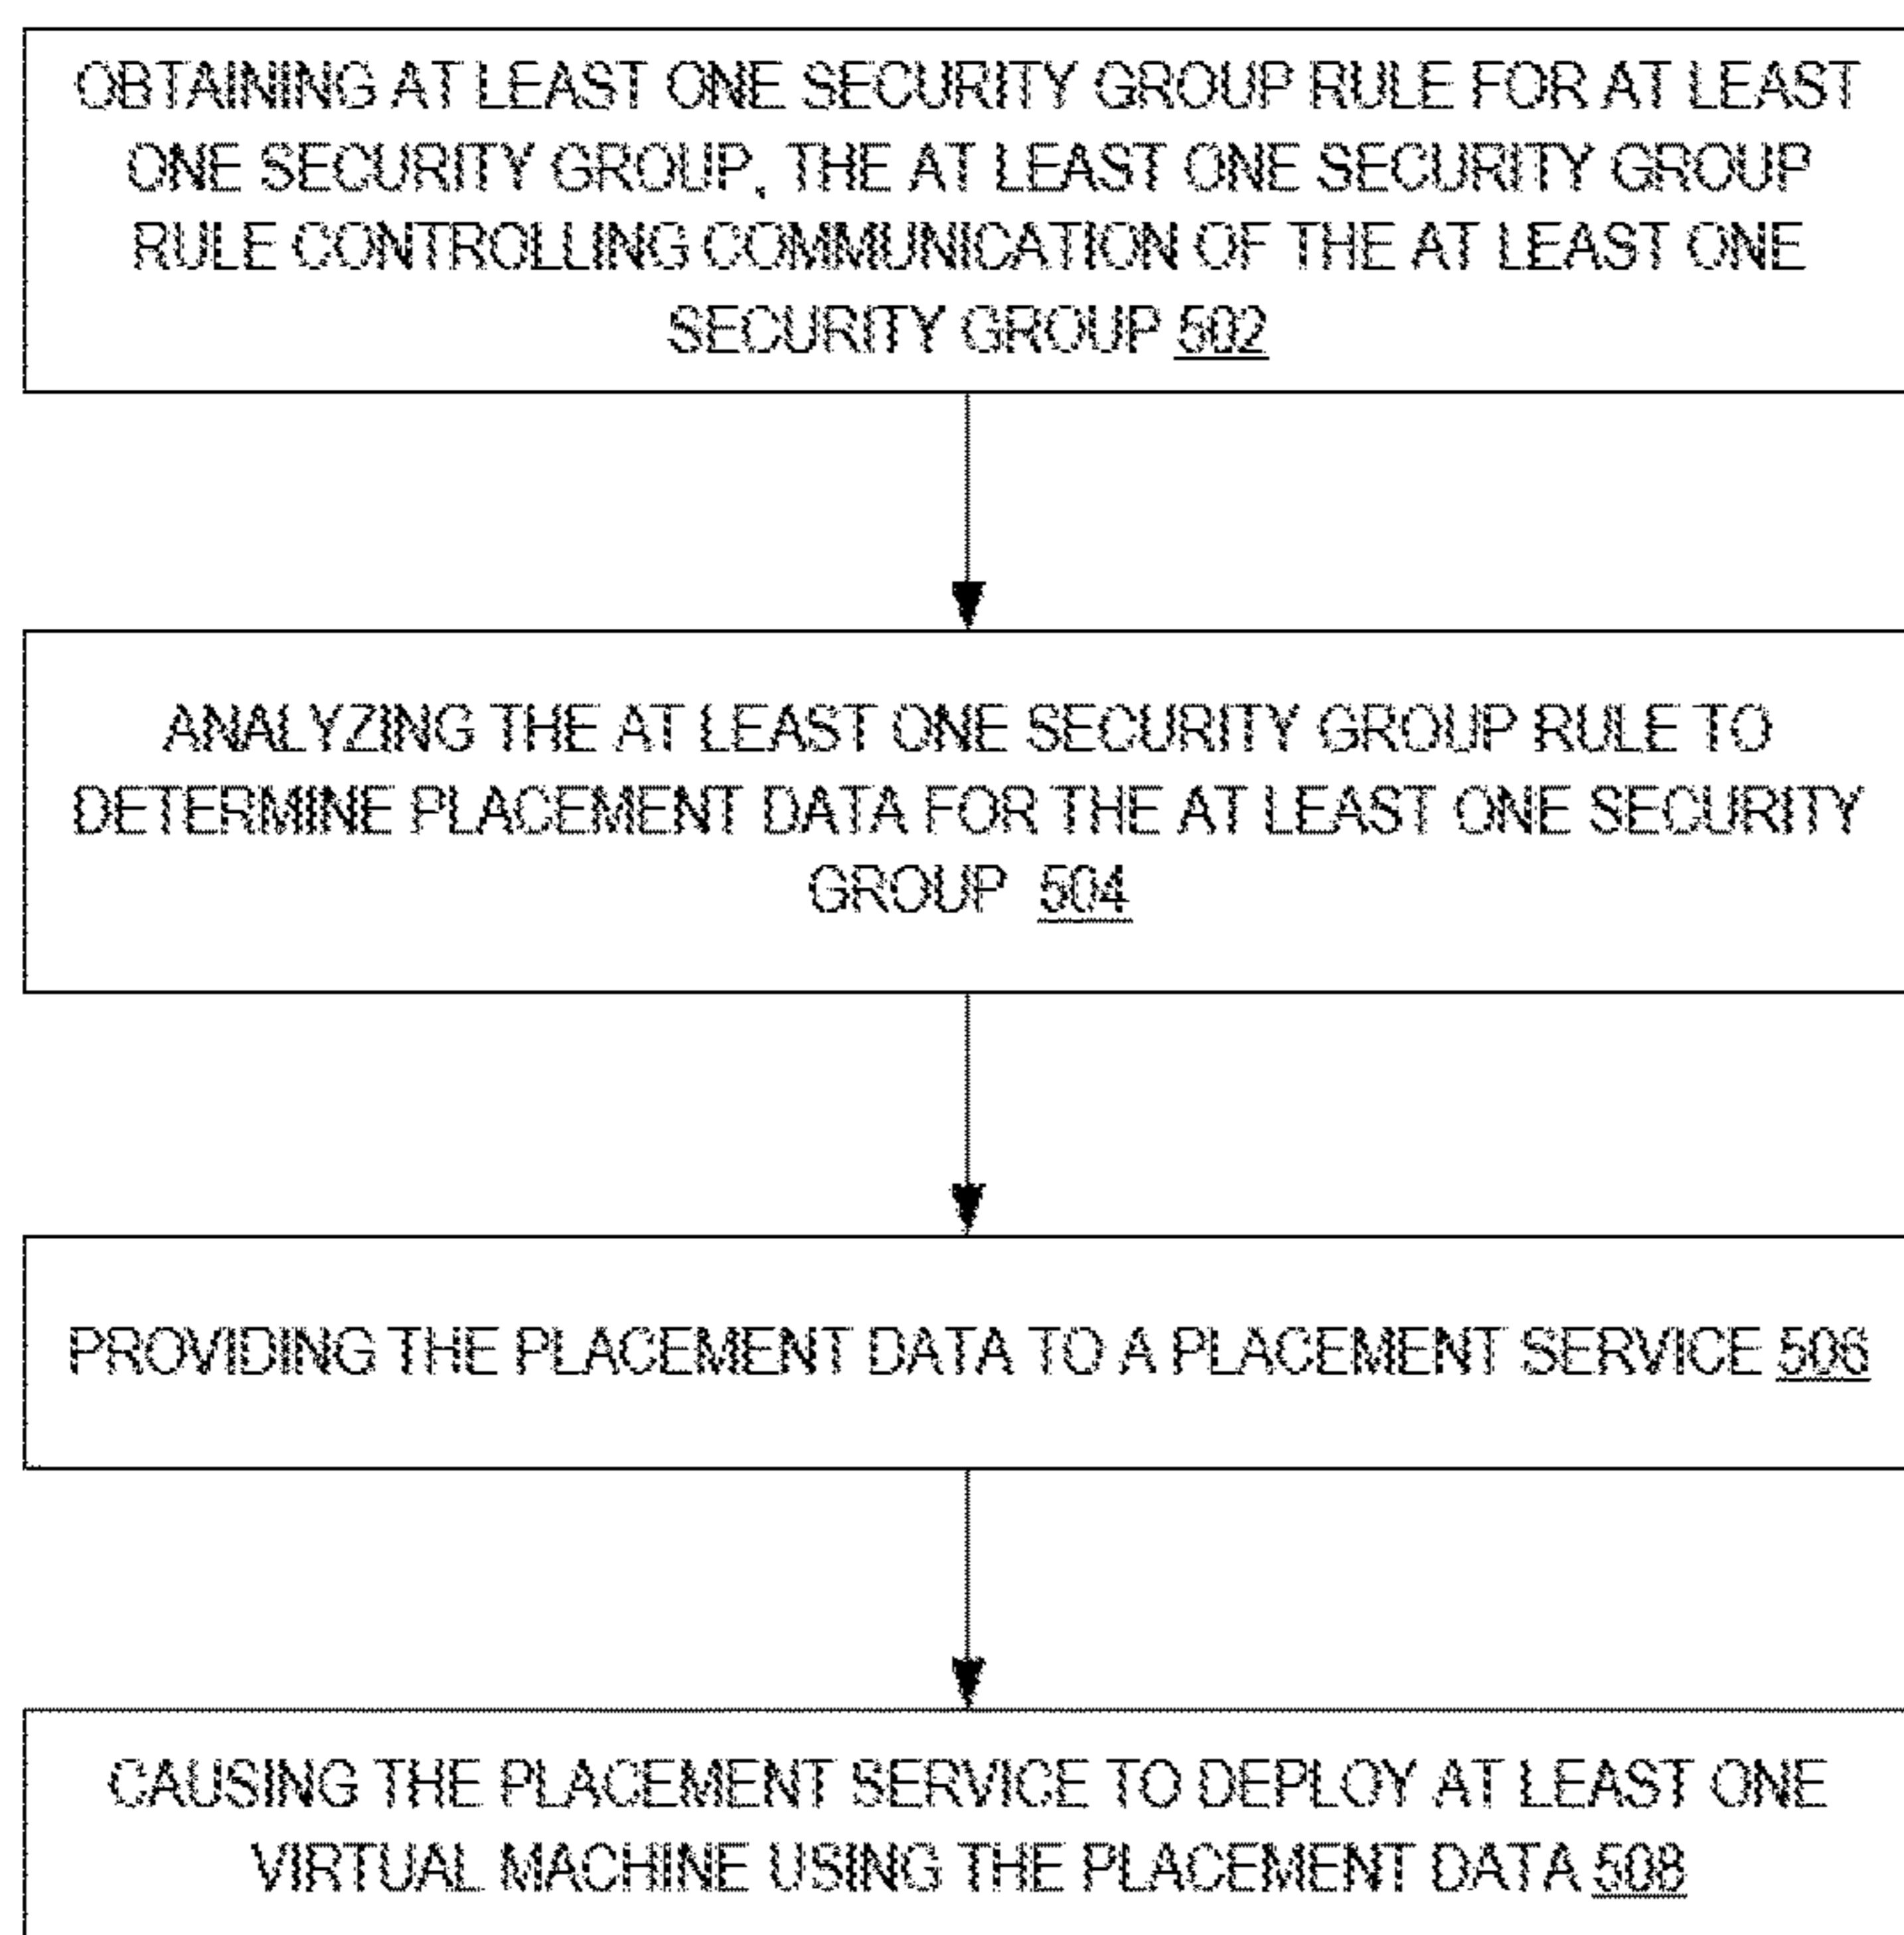 OBTAINING AT LEAST ONE SECURITY GROUP RULE FOR AT LEAST
ONE SECURITY GROUP, THE AT LEAST ONE SECURITY GROUP
RULE CONTROLLING COMMUNICATION OF THE AT LEAST ONE
SECURITY GROUP 502
ANALYZING THE AT LEAST ONE SECURITY GROUP RULE TO
DETERMINE PLACEMENT DATA FOR THE AT LEAST ONE SECURITY
GROUP 504
PROVIDING THE PLACEMENT DATA TO A PLACEMENT SERVICE 506
CAUSING THE PLACEMENT SERVICE TO DEPLOY AT LEAST ONE
VIRTUAL MACHINE USING THE PLACEMENT DATA 508